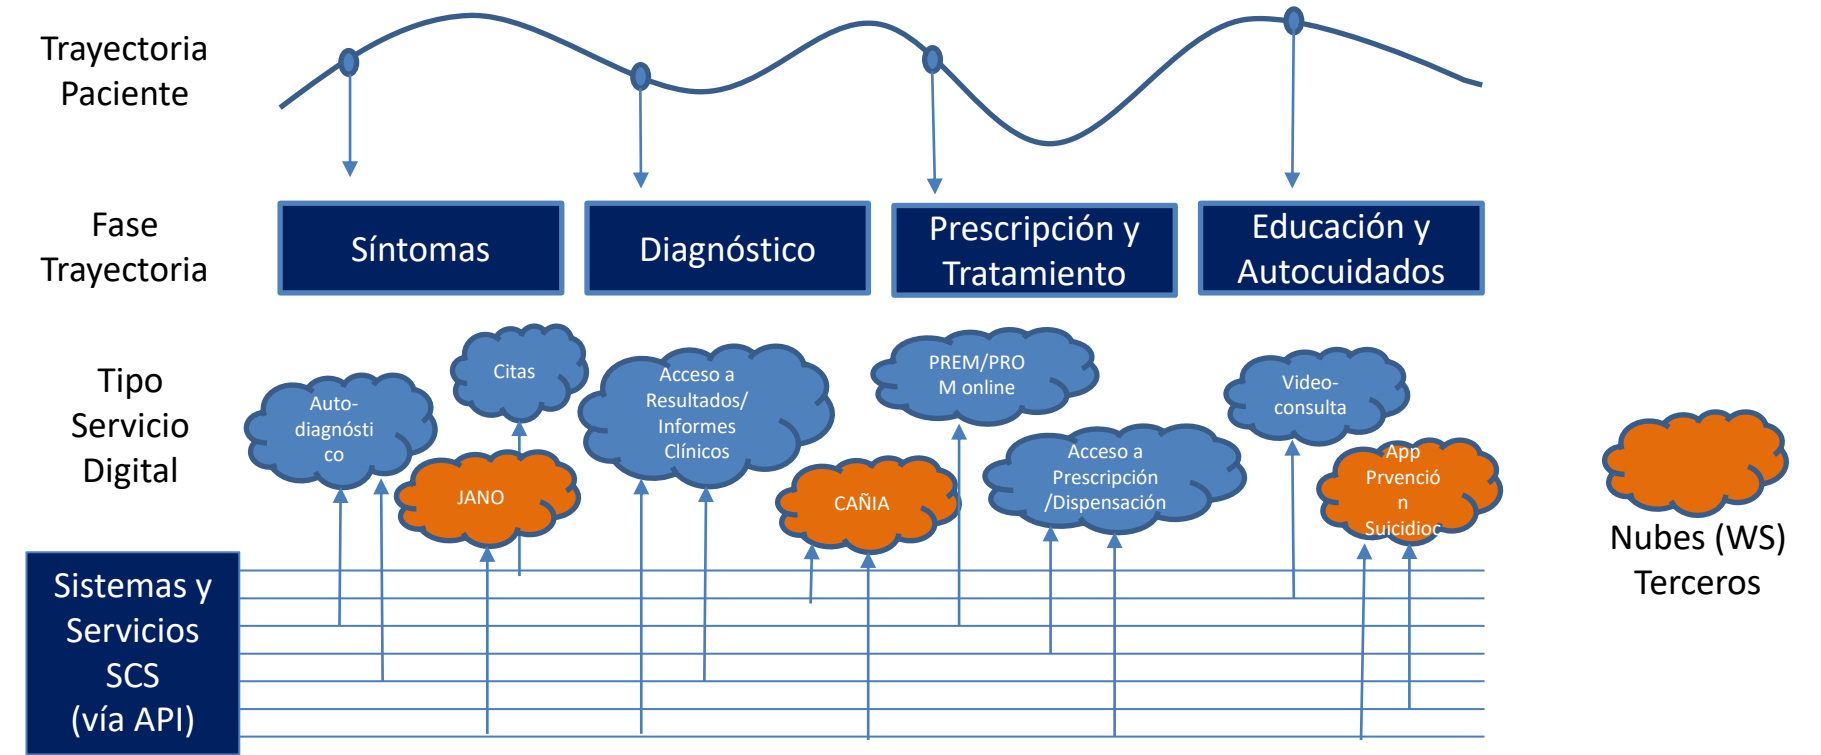 Trayectoria
Paciente
Fase
Trayectoria
Síntomas
Diagnóstico
Prescripción y
Tratamiento
Educación y
Autocuidados
Tipo
Servicio
Digital
Auto-
diagnósti
co
Citas
JANO
Acceso a
Resultados/
Informes
Clínicos
CAÑIA
PREM/PRO
M online
Acceso a
Prescripción
/Dispensación
Video-
consulta
App
Prvenció
n
Suicidioc
Nubes (WS)
Terceros
Sistemas y
Servicios
SCS
(vía API)